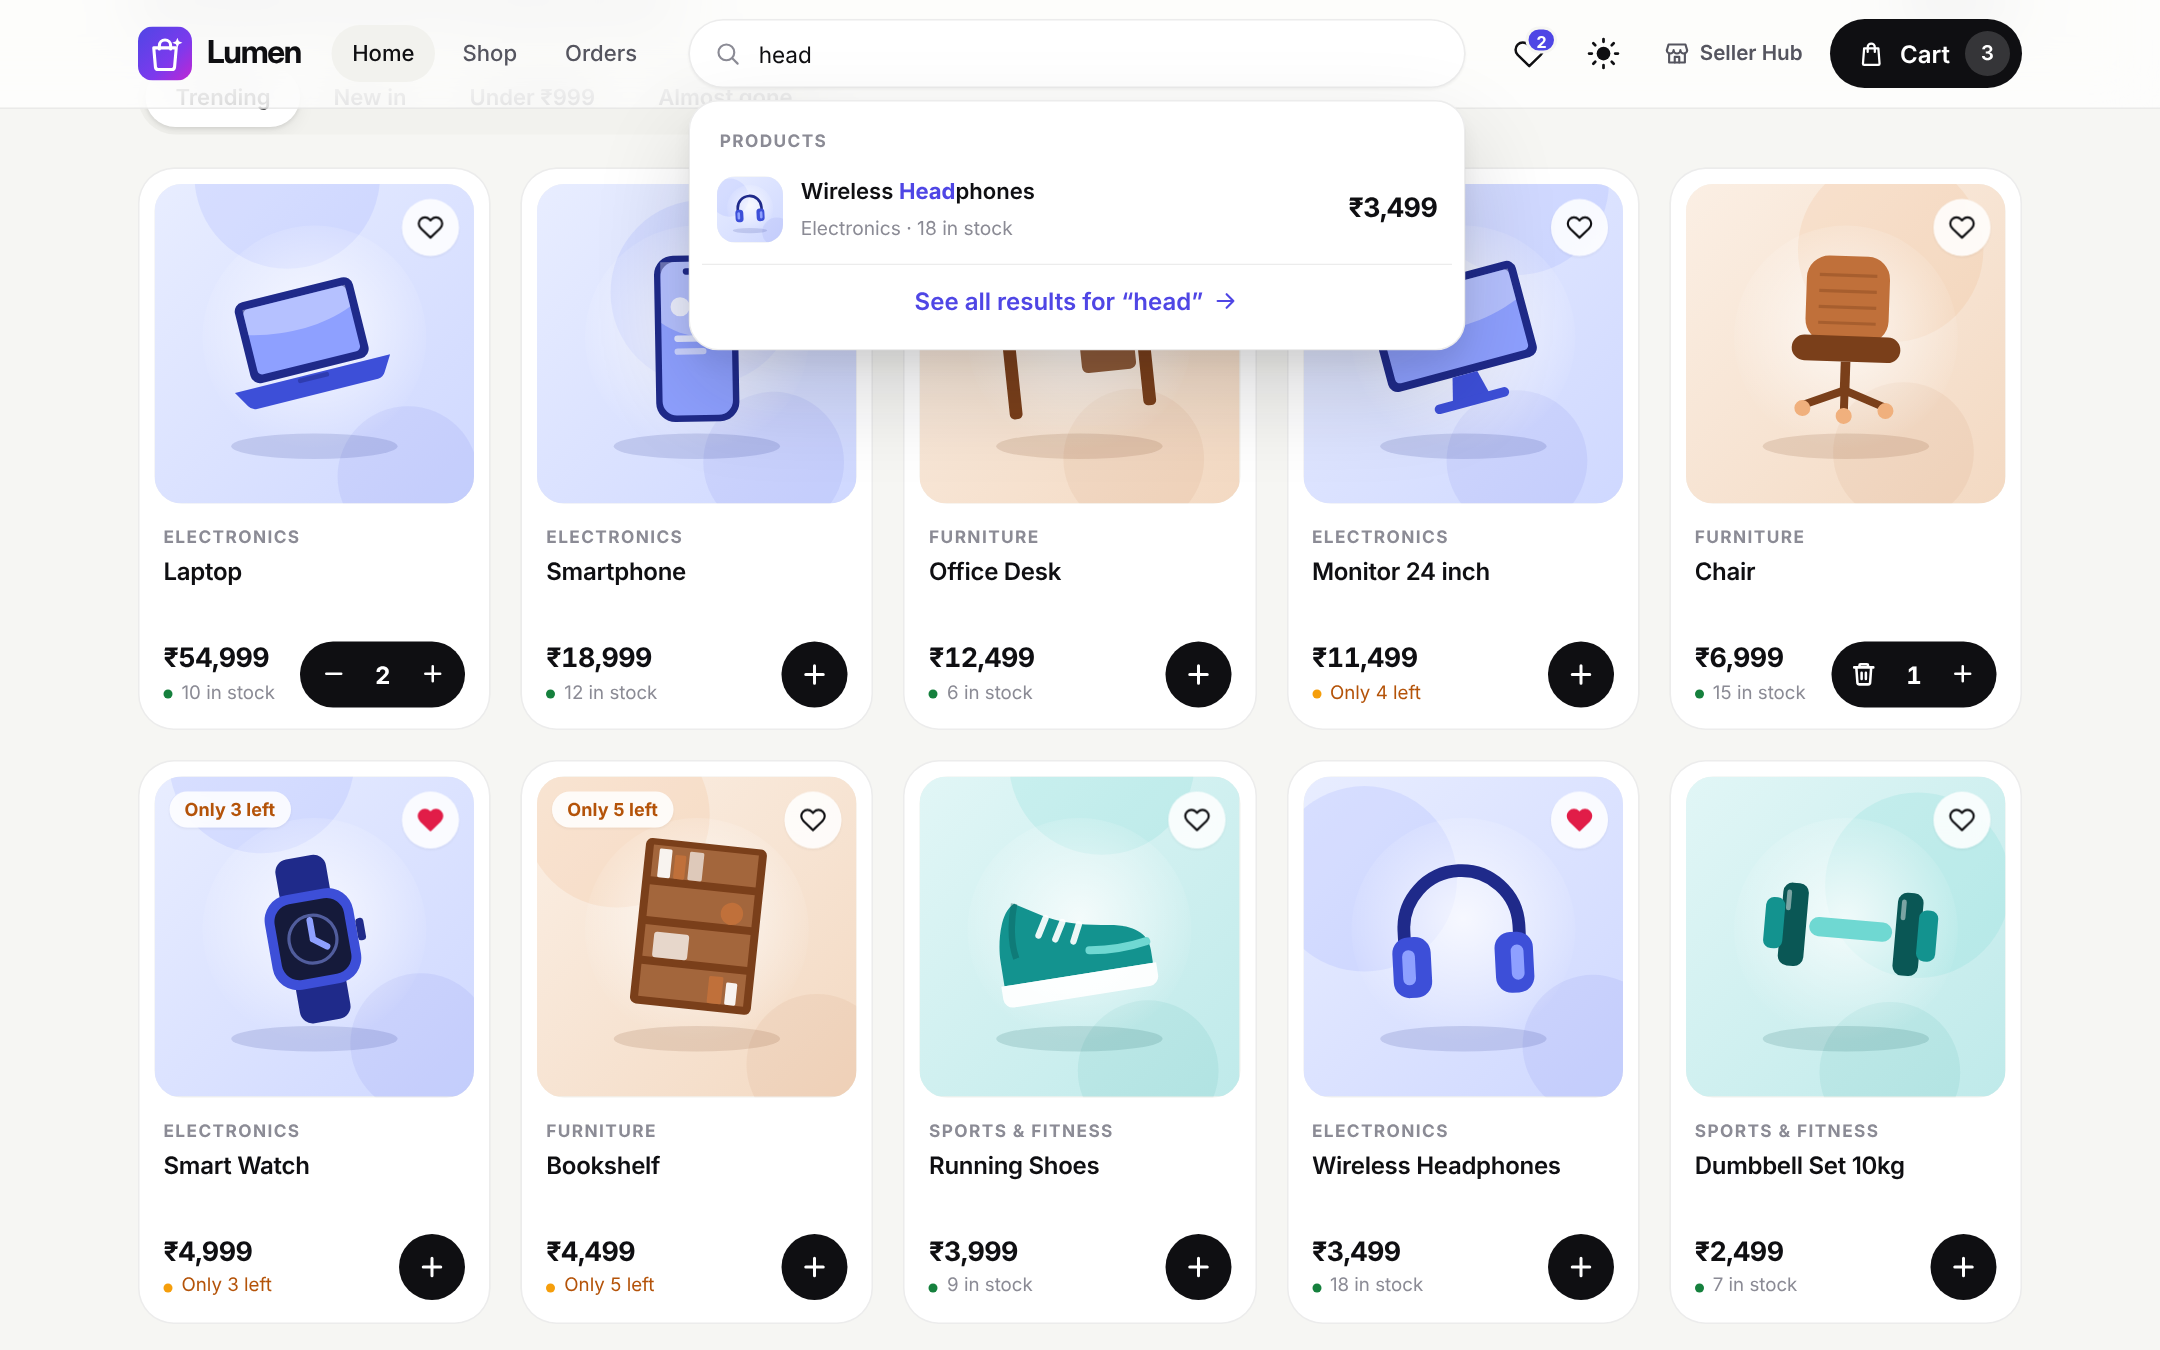 Lumen
Home
Shop
Orders
head
2
Seller Hub
Cart
3
Trending
New in
Under ₹999
Almost gone
PRODUCTS
Wireless Headphones
Electronics · 18 in stock
₹3,499
See all results for “head” →
ELECTRONICS
Laptop
₹54,999
10 in stock
− 2 +
ELECTRONICS
Smartphone
₹18,999
12 in stock
+
FURNITURE
Office Desk
₹12,499
6 in stock
+
ELECTRONICS
Monitor 24 inch
₹11,499
Only 4 left
+
FURNITURE
Chair
₹6,999
15 in stock
1 +
Only 3 left
ELECTRONICS
Smart Watch
₹4,999
Only 3 left
+
Only 5 left
FURNITURE
Bookshelf
₹4,499
Only 5 left
+
SPORTS & FITNESS
Running Shoes
₹3,999
9 in stock
+
ELECTRONICS
Wireless Headphones
₹3,499
18 in stock
+
SPORTS & FITNESS
Dumbbell Set 10kg
₹2,499
7 in stock
+